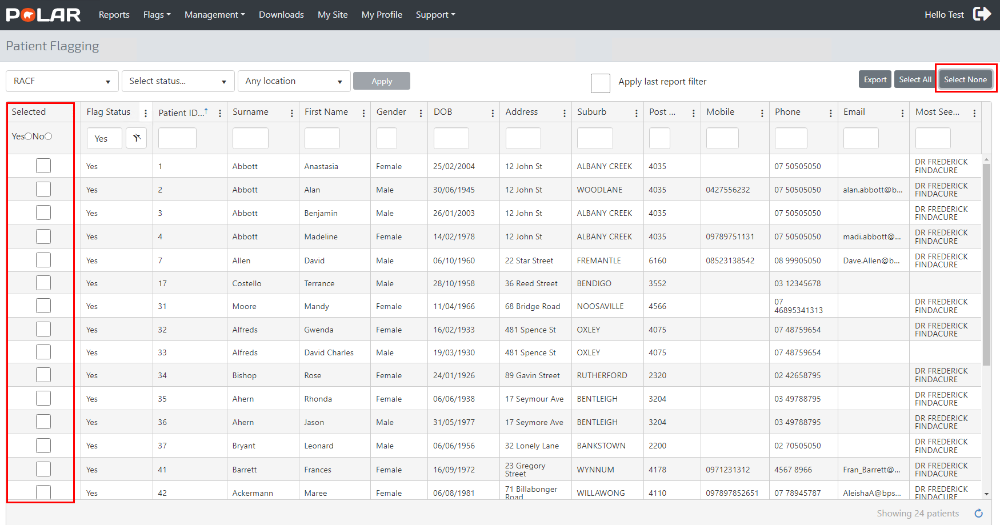 POLAR Reports Flags Management Downloads My Site My Profile Support Hello Test
Patient Flagging
RACF Select status... Any location Apply Apply last report filter Export Select All Select None
Selected Flag Status Patient ID... Surname First Name Gender DOB Address Suburb Post ... Mobile Phone Email Most See...
Yes No Yes
Yes 1 Abbott Anastasia Female 25/02/2004 12 John St ALBANY CREEK 4035 07 50505050 DR FREDERICK FINDACURE
Yes 2 Abbott Alan Male 30/06/1945 12 John St WOODLANE 4035 0427556232 07 50505050 alan.abbott@b... DR FREDERICK FINDACURE
Yes 3 Abbott Benjamin Male 26/01/2003 12 John St ALBANY CREEK 4035 07 50505050 DR FREDERICK FINDACURE
Yes 4 Abbott Madeline Female 14/02/1978 12 John St ALBANY CREEK 4035 09789751131 07 50505050 madi.abbott@... DR FREDERICK FINDACURE
Yes 7 Allen David Male 06/10/1960 22 Star Street FREMANTLE 6160 08523138542 08 99905050 Dave.Allen@b... DR FREDERICK FINDACURE
Yes 17 Costello Terrance Male 28/10/1958 36 Reed Street BENDIGO 3552 03 12345678
Yes 31 Moore Mandy Female 11/04/1966 68 Bridge Road NOOSAVILLE 4566 07 46895341313 DR FREDERICK FINDACURE
Yes 32 Alfreds Gwenda Female 16/02/1933 481 Spence St OXLEY 4075 07 48759654 DR FREDERICK FINDACURE
Yes 33 Alfreds David Charles Male 19/03/1930 481 Spence St OXLEY 4075 07 48759654
Yes 34 Bishop Rose Female 24/01/1926 89 Gavin Street RUTHERFORD 2320 02 42658795 DR FREDERICK FINDACURE
Yes 35 Ahern Rhonda Female 06/06/1938 17 Seymour Ave BENTLEIGH 3204 03 49788795 DR FREDERICK FINDACURE
Yes 36 Ahern Jason Male 31/05/1977 17 Seymore Ave BENTLEIGH 3204 03 49788795 DR FREDERICK FINDACURE
Yes 37 Bryant Leonard Male 06/06/1956 32 Lonely Lane BANKSTOWN 2200 02 70505050 DR FREDERICK FINDACURE
Yes 41 Barrett Frances Female 16/09/1972 23 Gregory Street WYNNUM 4178 0971231312 4567 8966 Fran_Barrett@... DR FREDERICK FINDACURE
Yes 42 Ackermann Maree Female 06/08/1981 71 Billabonger Road WILLAWONG 4110 097897852651 07 78945787 AleishaA@bps... DR FREDERICK FINDACURE
Showing 24 patients